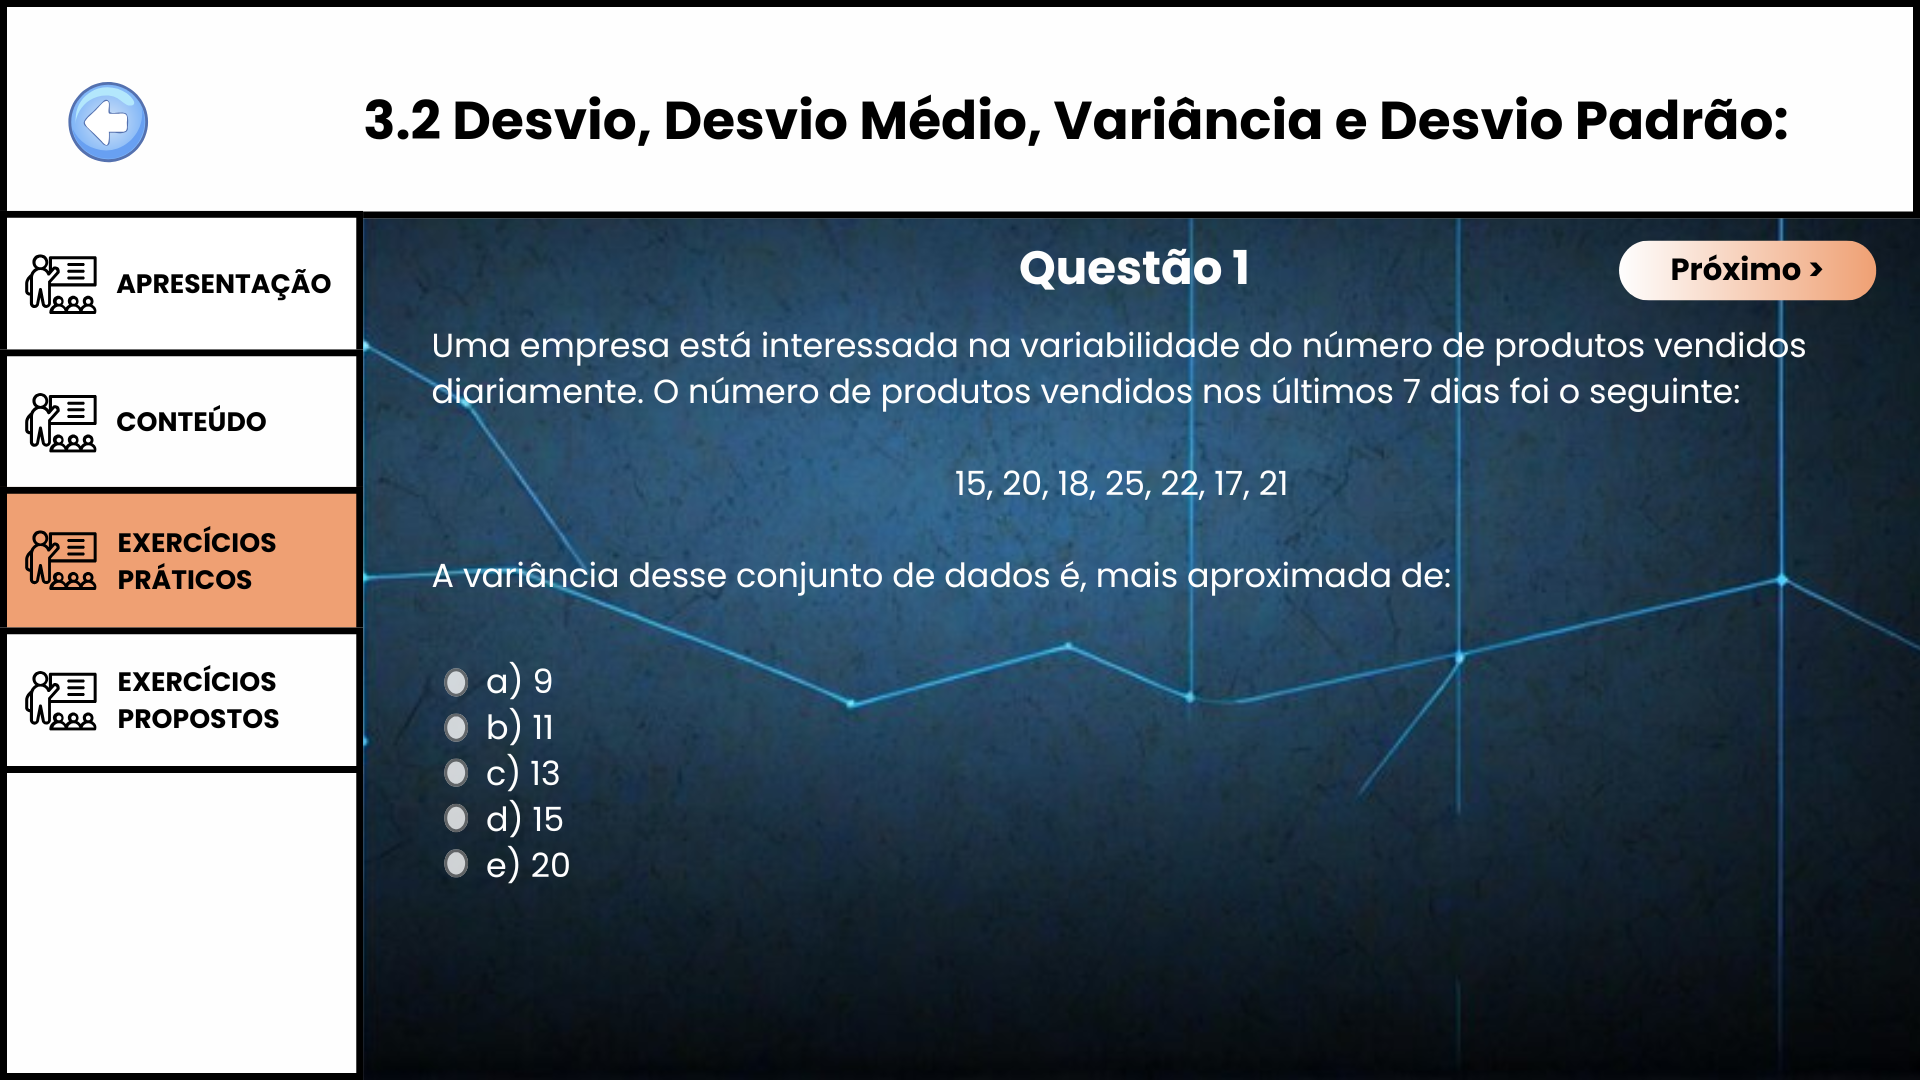 3.2 Desvio, Desvio Médio, Variância e Desvio Padrão:
APRESENTAÇÃO
CONTEÚDO
EXERCÍCIOS
PRÁTICOS
EXERCÍCIOS
PROPOSTOS
Questão 1
Próximo >
Uma empresa está interessada na variabilidade do número de produtos vendidos
diariamente. O número de produtos vendidos nos últimos 7 dias foi o seguinte:
15, 20, 18, 25, 22, 17, 21
A variância desse conjunto de dados é, mais aproximada de:
a) 9
b) 11
c) 13
d) 15
e) 20